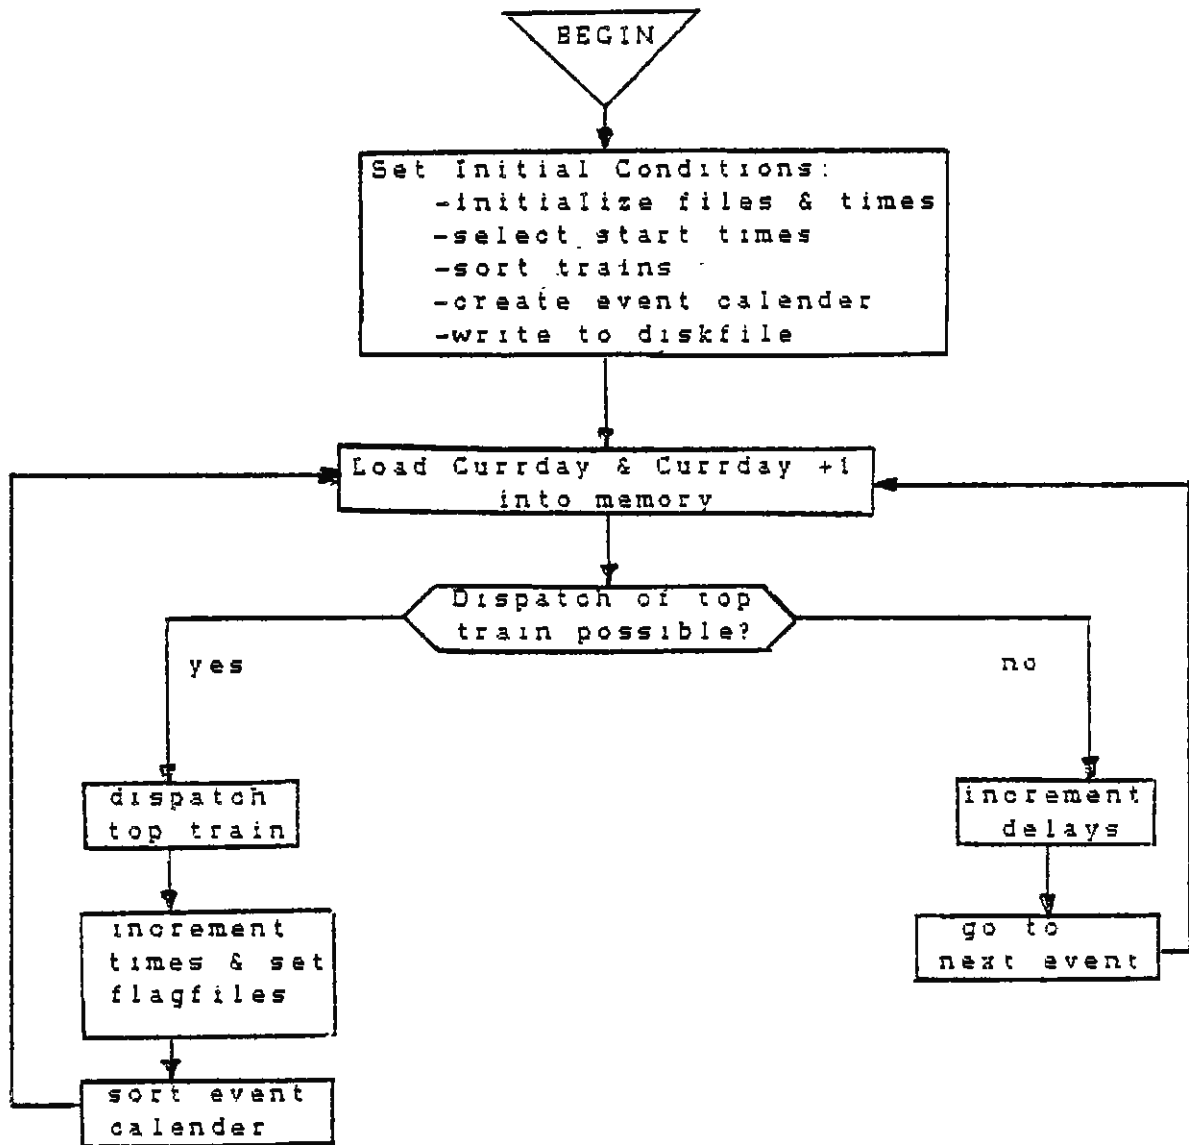 BEGIN
Set Initial Conditions:
-initialize files & times
-select start times
-sort trains
-create event calender
-write to diskfile
Load Currday & Currday +1
into memory
Dispatch of top
train possible?
yes
no
dispatch
top train
increment
delays
increment
times & set
flagfiles
go to
next event
sort event
calender